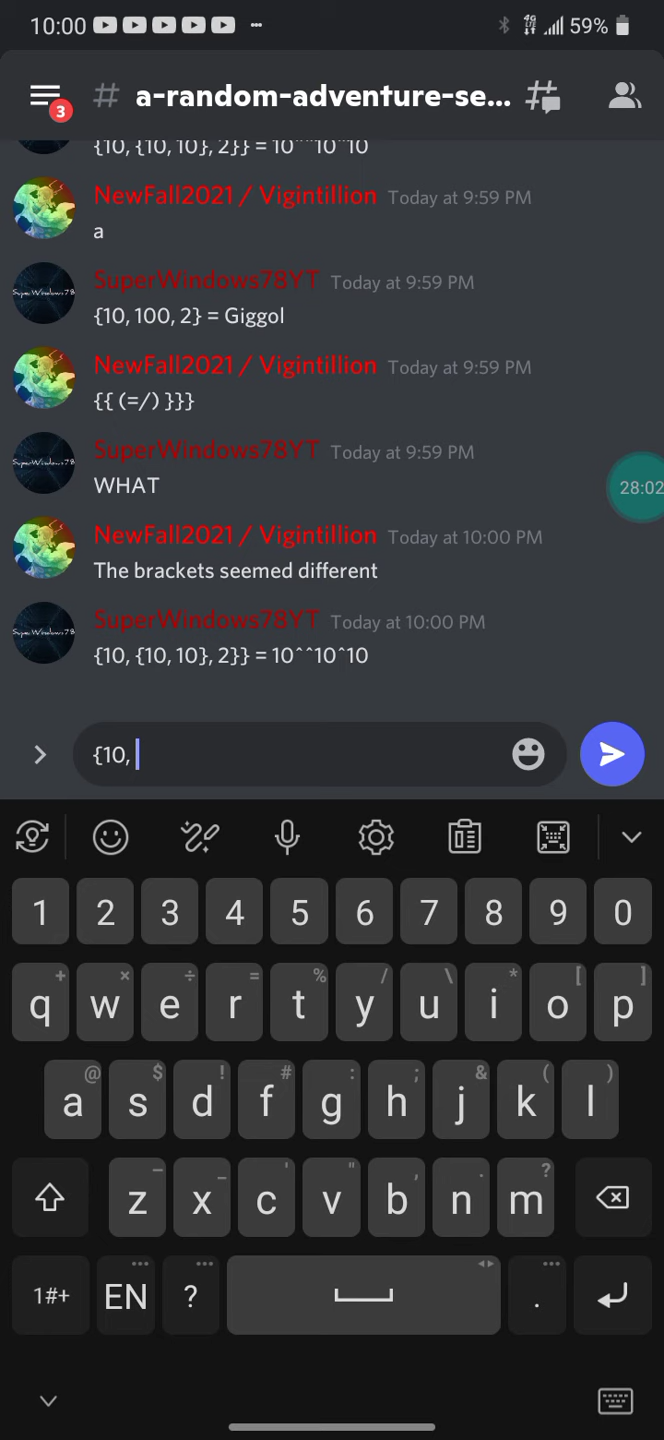 10:00 59%
3
# a-random-adventure-se...
{10, {10, 10}, 2}} = 10^^10^10
NewFall2021 / Vigintillion Today at 9:59 PM
a
SuperWindows78YT Today at 9:59 PM
{10, 100, 2} = Giggol
NewFall2021 / Vigintillion Today at 9:59 PM
{{ (=/) }}}
SuperWindows78YT Today at 9:59 PM
WHAT
28:02
NewFall2021 / Vigintillion Today at 10:00 PM
The brackets seemed different
SuperWindows78YT Today at 10:00 PM
{10, {10, 10}, 2}} = 10^^10^10
{10,
1 2 3 4 5 6 7 8 9 0
+ × ÷ = % / \ * [ ]
q w e r t y u i o p
@ $ ! # : ; & ( )
a s d f g h j k l
– _ ' " , . ?
z x c v b n m
1#+ EN ? .